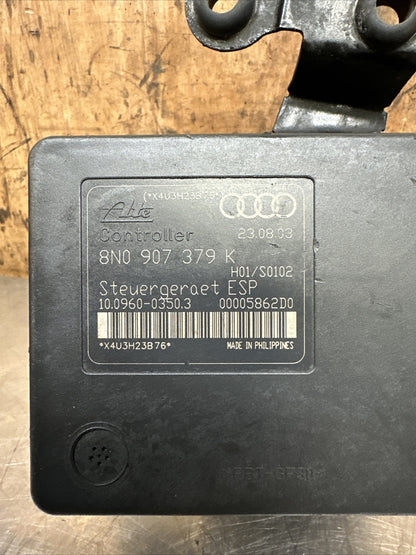 (*X4U3H23B76*)
Ate
Controller 23.08.03
8N0 907 379 K
H01/S0102
Steuergeraet ESP
10.0960-0350.3 00005862D0
*X4U3H23B76* MADE IN PHILIPPINES